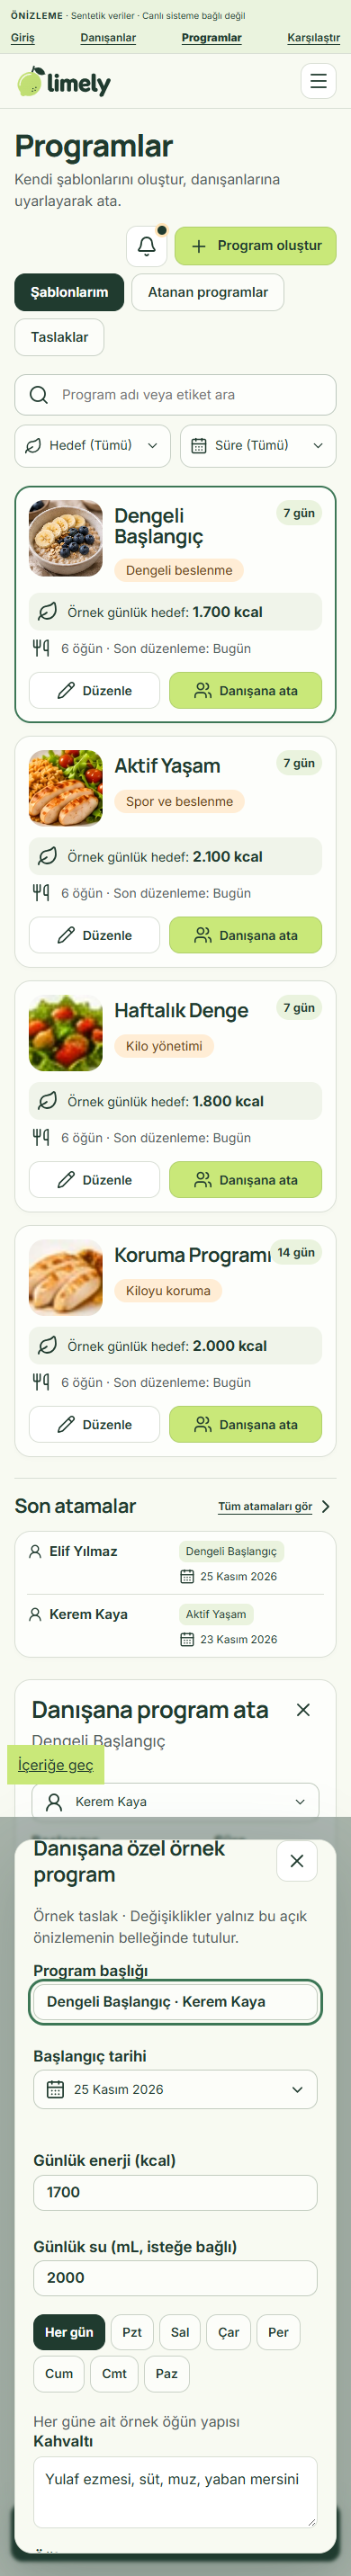 ÖNİZLEME · Sentetik veriler · Canlı sisteme bağlı değil
Giriş Danışanlar Programlar Karşılaştır
limely
Programlar
Kendi şablonlarını oluştur, danışanlarına
uyarlayarak ata.
Program oluştur
Şablonlarım Atanan programlar
Taslaklar
Program adı veya etiket ara
Hedef (Tümü) Süre (Tümü)
Dengeli
Başlangıç
7 gün
Dengeli beslenme
Örnek günlük hedef: 1.700 kcal
6 öğün · Son düzenleme: Bugün
Düzenle Danışana ata
Aktif Yaşam 7 gün
Spor ve beslenme
Örnek günlük hedef: 2.100 kcal
6 öğün · Son düzenleme: Bugün
Düzenle Danışana ata
Haftalık Denge 7 gün
Kilo yönetimi
Örnek günlük hedef: 1.800 kcal
6 öğün · Son düzenleme: Bugün
Düzenle Danışana ata
Koruma 14 gün
Kiloyu koruma
Örnek günlük hedef: 2.000 kcal
6 öğün · Son düzenleme: Bugün
Düzenle Danışana ata
Son atamalar Tüm atamaları gör
Elif Yılmaz Dengeli Başlangıç
25 Kasım 2026
Kerem Kaya Aktif Yaşam
23 Kasım 2026
Danışana program ata
Dengeli Başlangıç
İçeriğe geç
Kerem Kaya
Danışana özel örnek
program
Örnek taslak · Değişiklikler yalnız bu açık
önizlemenin belleğinde tutulur.
Program başlığı
Dengeli Başlangıç · Kerem Kaya
Başlangıç tarihi
25 Kasım 2026
Günlük enerji (kcal)
1700
Günlük su (mL, isteğe bağlı)
2000
Her gün Pzt Sal Çar Per
Cum Cmt Paz
Her güne ait örnek öğün yapısı
Kahvaltı
Yulaf ezmesi, süt, muz, yaban mersini